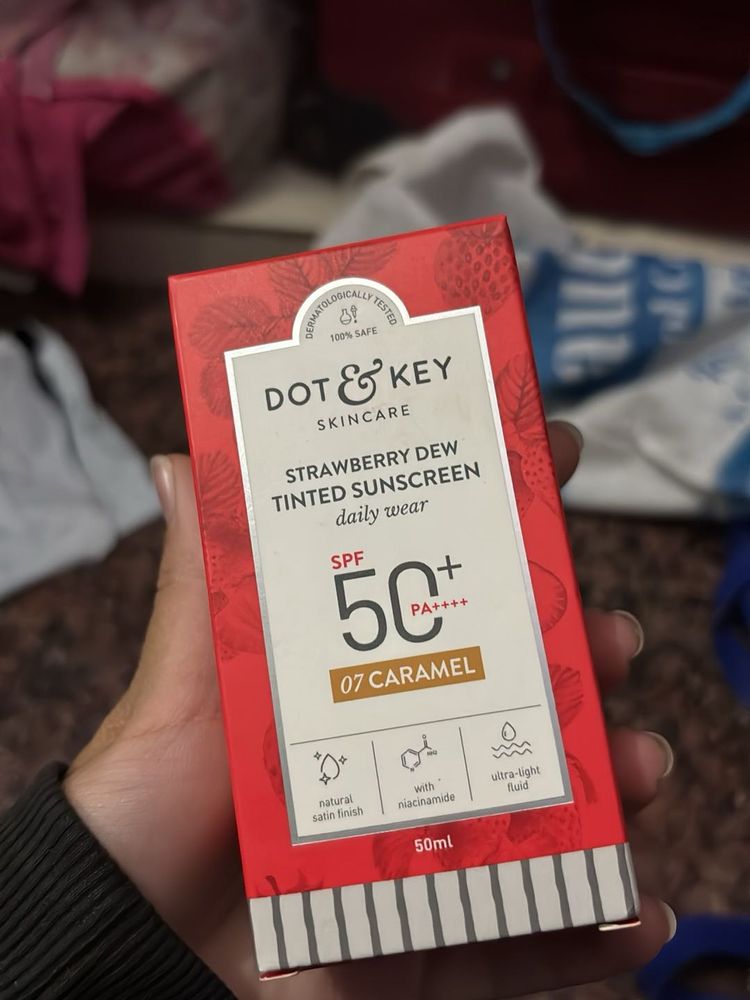 DERMATOLOGICALLY TESTED
100% SAFE
DOT & KEY
SKINCARE
STRAWBERRY DEW
TINTED SUNSCREEN
daily wear
SPF
50+
PA++++
07 CARAMEL
natural
satin finish
with
niacinamide
ultra-light
fluid
50ml